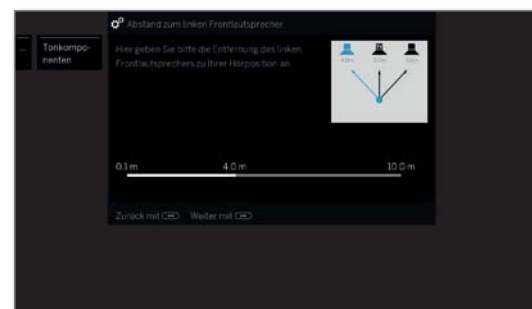 Abstand zum linken Frontlautsprecher
...
Tonkompo-
nenten
Hier geben Sie bitte die Entfernung des linken
Frontlautsprechers zu Ihrer Hörposition an.
0.1 m 4.0 m 10.0 m
Zurück mit Weiter mit